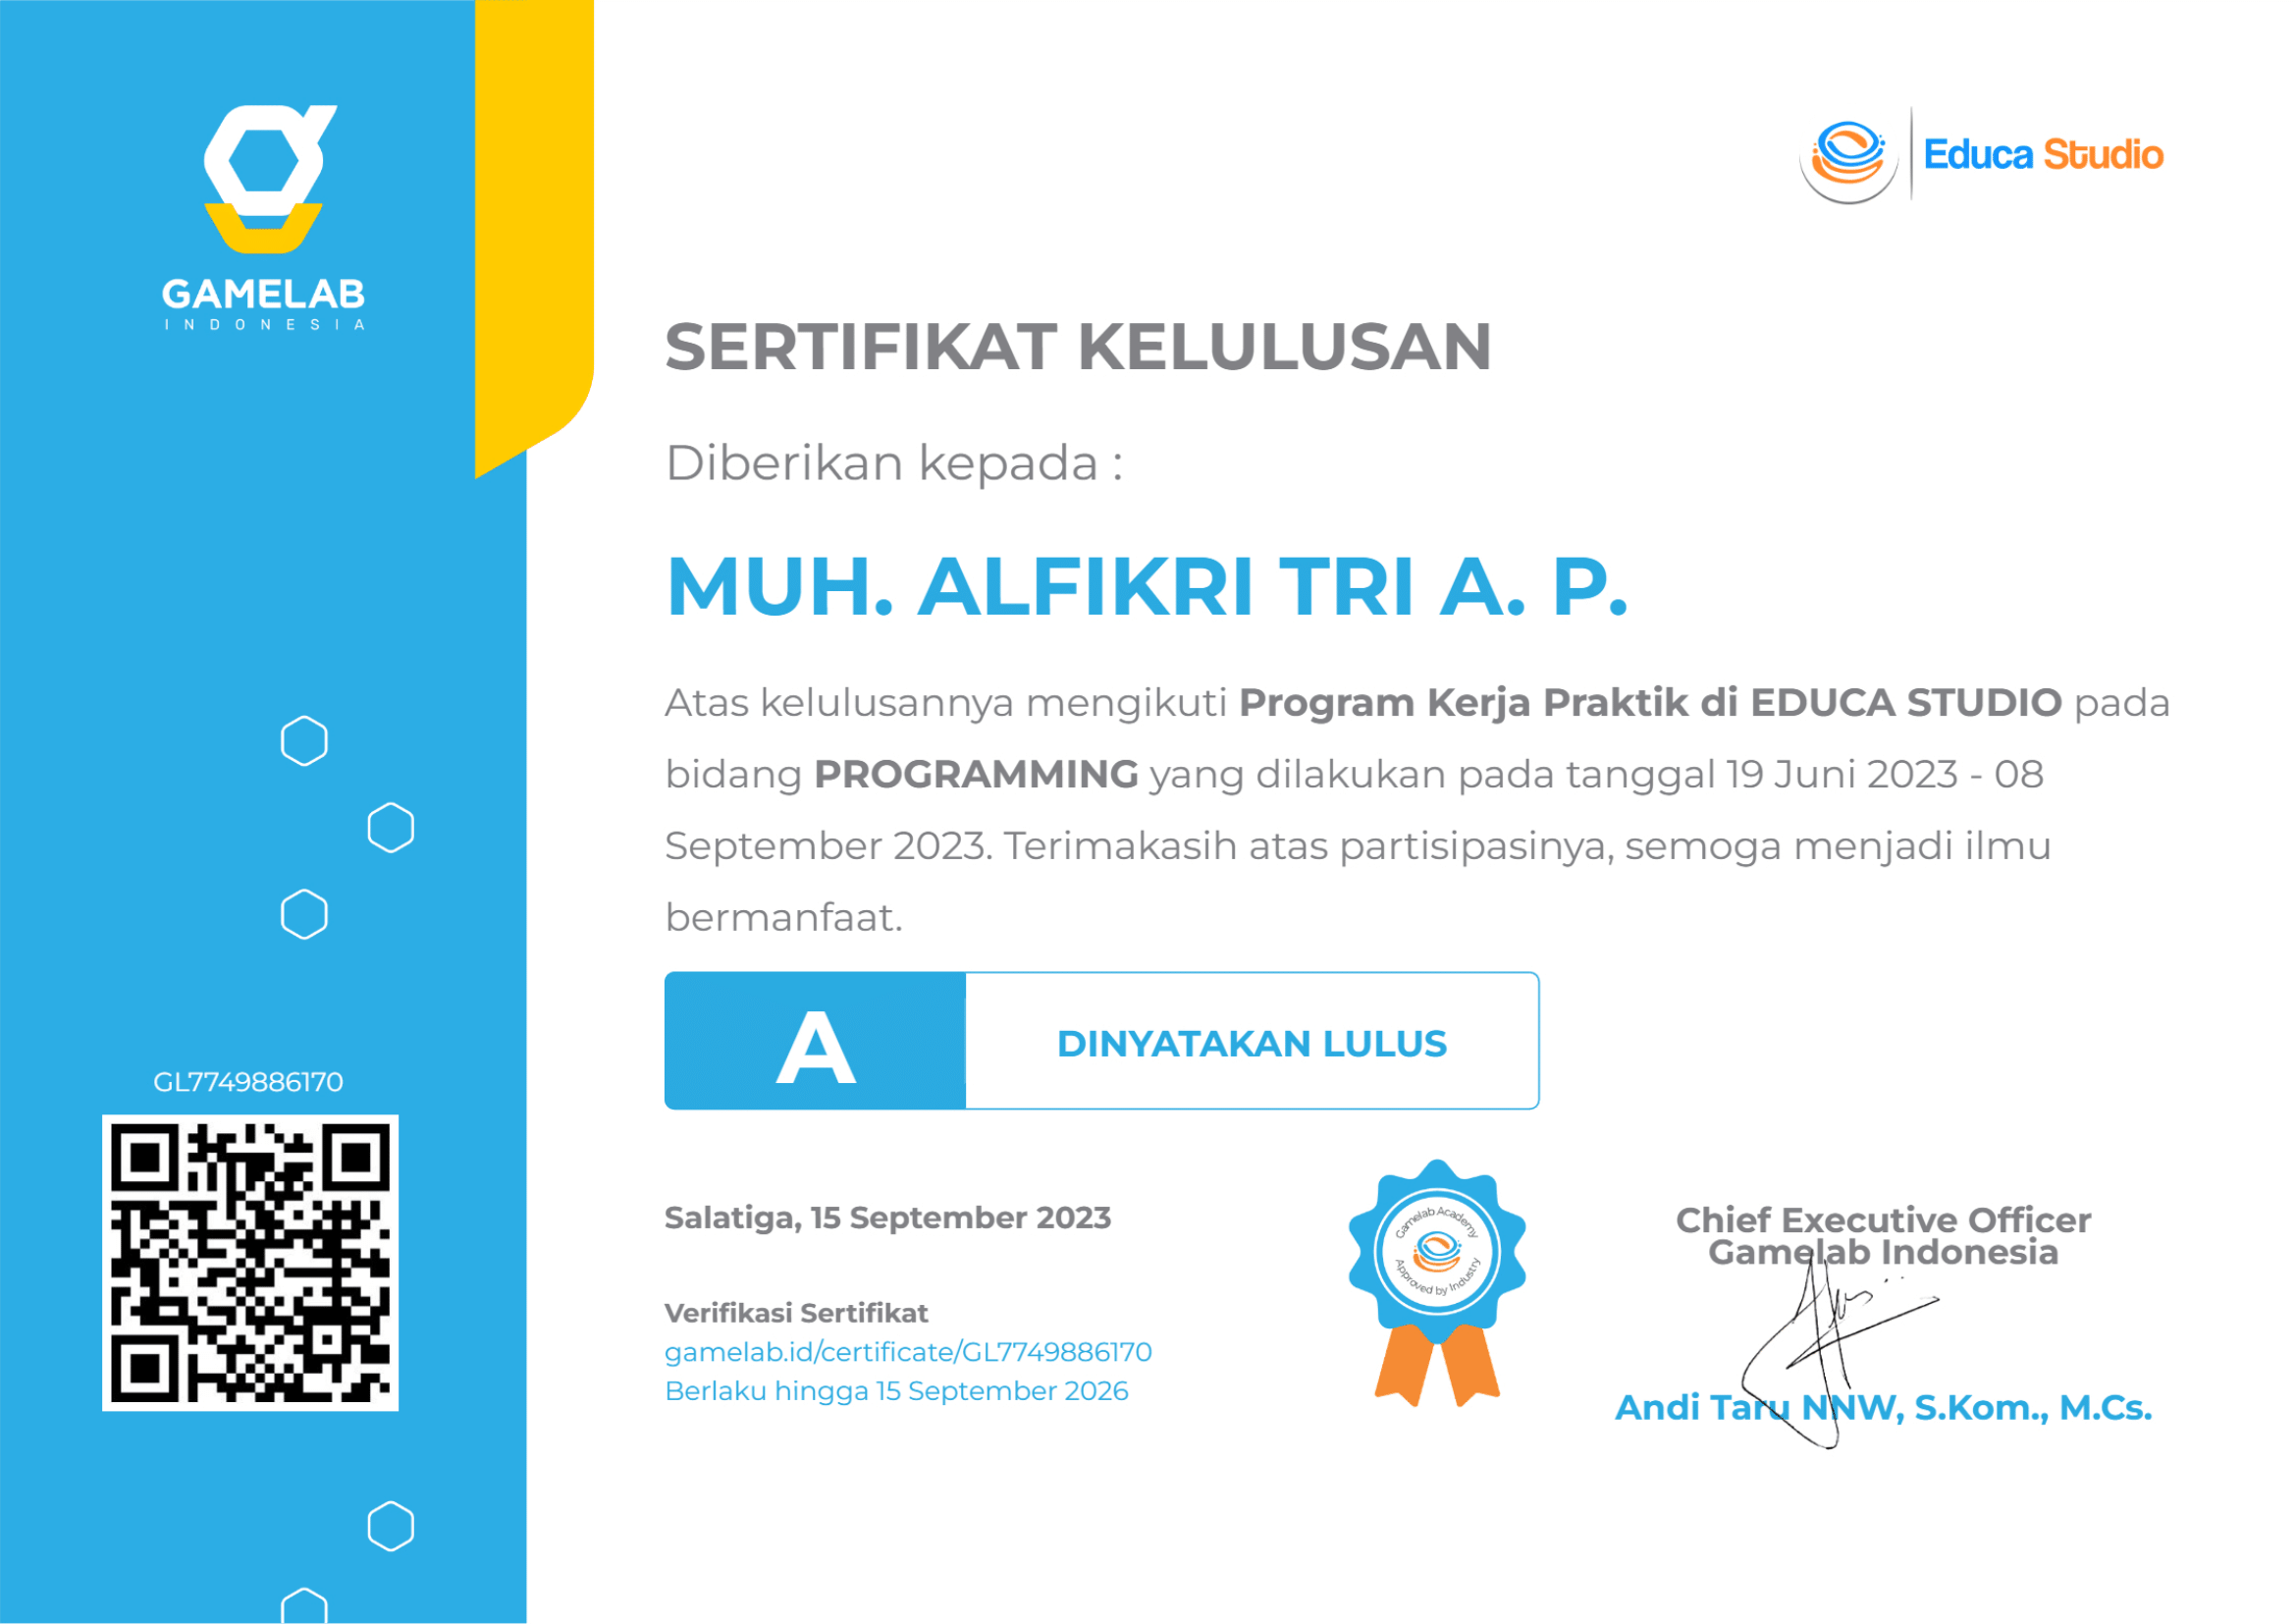 GAMELAB
INDONESIA
Educa Studio
SERTIFIKAT KELULUSAN
Diberikan kepada :
MUH. ALFIKRI TRI A. P.
Atas kelulusannya mengikuti Program Kerja Praktik di EDUCA STUDIO pada
bidang PROGRAMMING yang dilakukan pada tanggal 19 Juni 2023 - 08
September 2023. Terimakasih atas partisipasinya, semoga menjadi ilmu
bermanfaat.
A
DINYATAKAN LULUS
GL7749886170
Salatiga, 15 September 2023
Verifikasi Sertifikat
gamelab.id/certificate/GL7749886170
Berlaku hingga 15 September 2026
Gamelab Academy
Approved by Industry
Chief Executive Officer
Gamelab Indonesia
Andi Taru NNW, S.Kom., M.Cs.